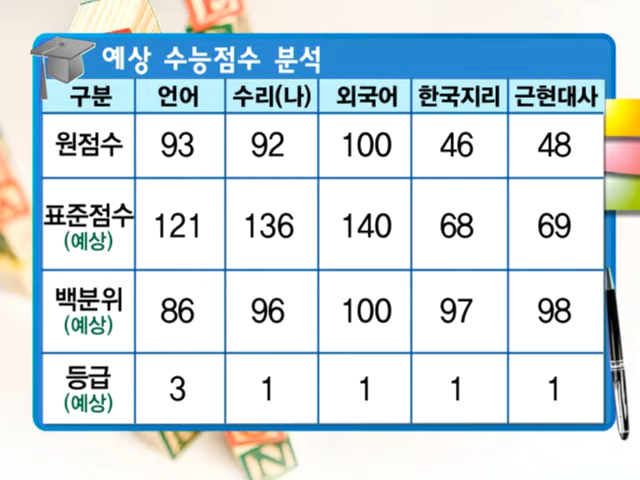 예상 수능점수 분석
구분 언어 수리(나) 외국어 한국지리 근현대사
원점수 93 92 100 46 48
표준점수 121 136 140 68 69
(예상)
백분위 86 96 100 97 98
(예상)
등급 3 1 1 1 1
(예상)